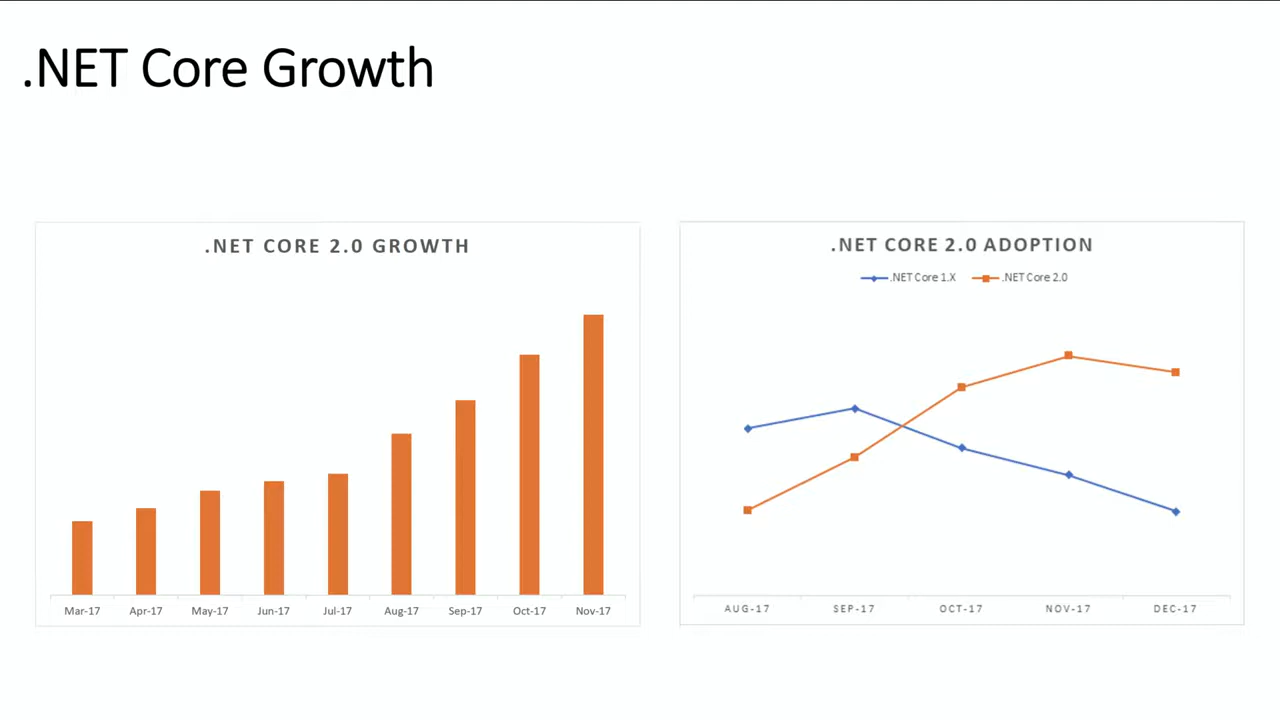 .NET Core Growth
.NET CORE 2.0 GROWTH
Mar-17 Apr-17 May-17 Jun-17 Jul-17 Aug-17 Sep-17 Oct-17 Nov-17
.NET CORE 2.0 ADOPTION
.NET Core 1.X .NET Core 2.0
AUG-17 SEP-17 OCT-17 NOV-17 DEC-17